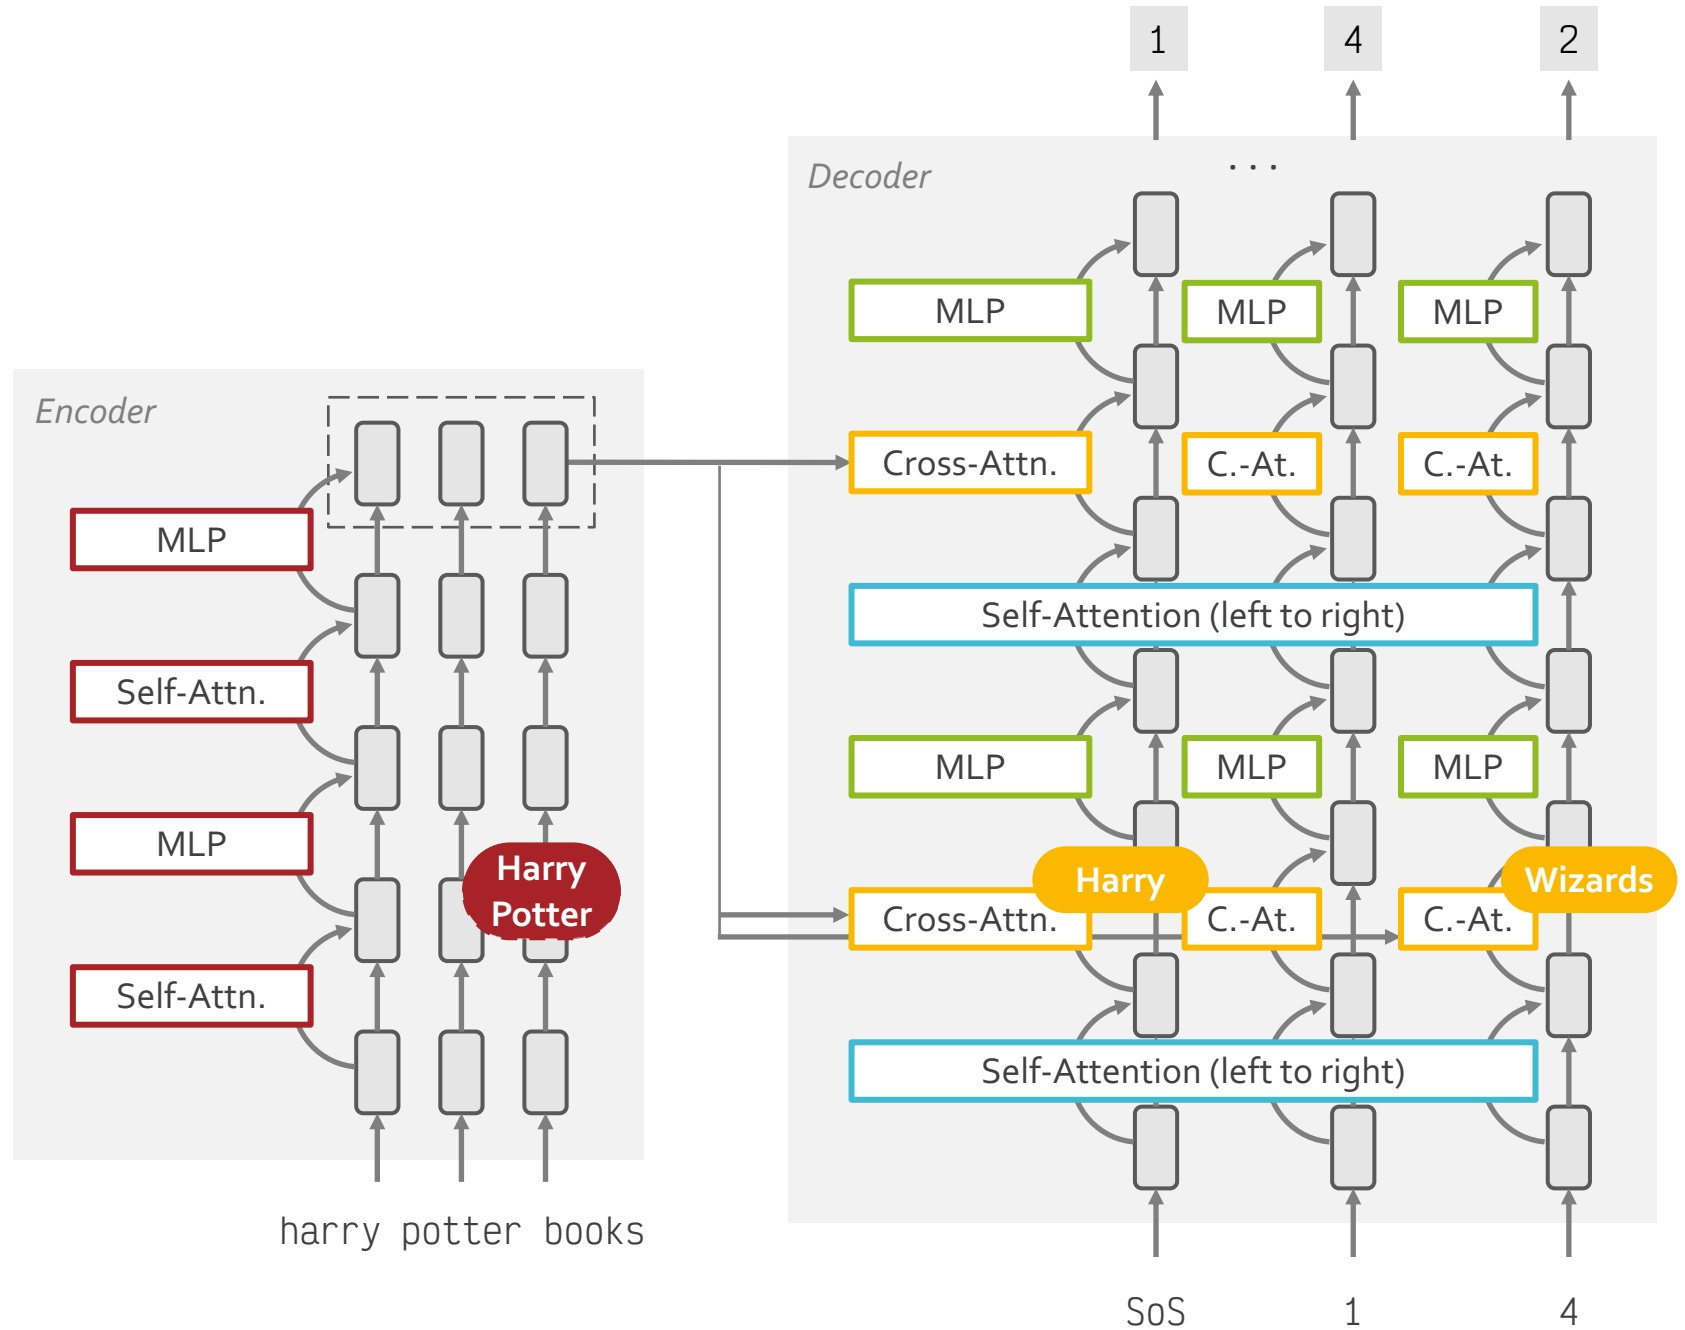 1 4 2
Decoder
...
MLP MLP MLP
Encoder
Cross-Attn. C.-At. C.-At.
MLP
Self-Attention (left to right)
Self-Attn.
MLP MLP MLP
MLP
Harry
Potter
Harry
Wizards
Cross-Attn. C.-At. C.-At.
Self-Attn.
Self-Attention (left to right)
harry potter books
SoS 1 4